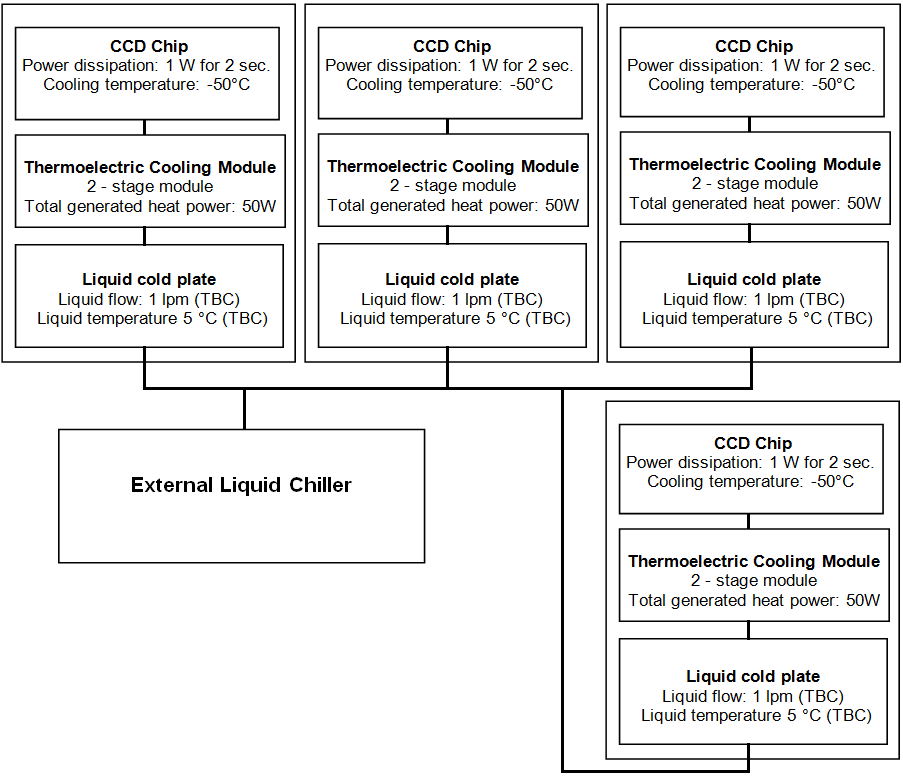 CCD Chip
Power dissipation: 1 W for 2 sec.
Cooling temperature: -50°C
Thermoelectric Cooling Module
2 - stage module
Total generated heat power: 50W
Liquid cold plate
Liquid flow: 1 lpm (TBC)
Liquid temperature 5 °C (TBC)
CCD Chip
Power dissipation: 1 W for 2 sec.
Cooling temperature: -50°C
Thermoelectric Cooling Module
2 - stage module
Total generated heat power: 50W
Liquid cold plate
Liquid flow: 1 lpm (TBC)
Liquid temperature 5 °C (TBC)
CCD Chip
Power dissipation: 1 W for 2 sec.
Cooling temperature: -50°C
Thermoelectric Cooling Module
2 - stage module
Total generated heat power: 50W
Liquid cold plate
Liquid flow: 1 lpm (TBC)
Liquid temperature 5 °C (TBC)
External Liquid Chiller
CCD Chip
Power dissipation: 1 W for 2 sec.
Cooling temperature: -50°C
Thermoelectric Cooling Module
2 - stage module
Total generated heat power: 50W
Liquid cold plate
Liquid flow: 1 lpm (TBC)
Liquid temperature 5 °C (TBC)